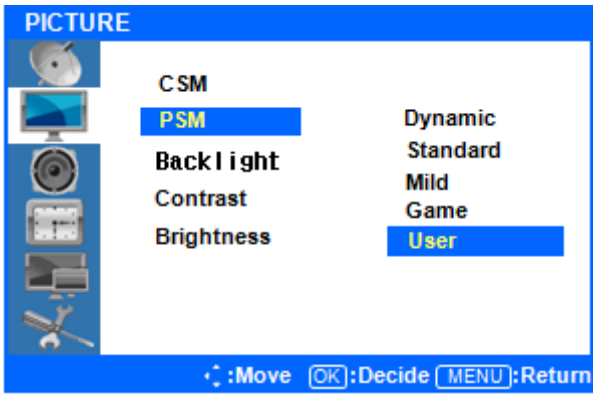 PICTURE
CSM
PSM
Backlight
Contrast
Brightness
Dynamic
Standard
Mild
Game
User
:Move OK:Decide MENU:Return